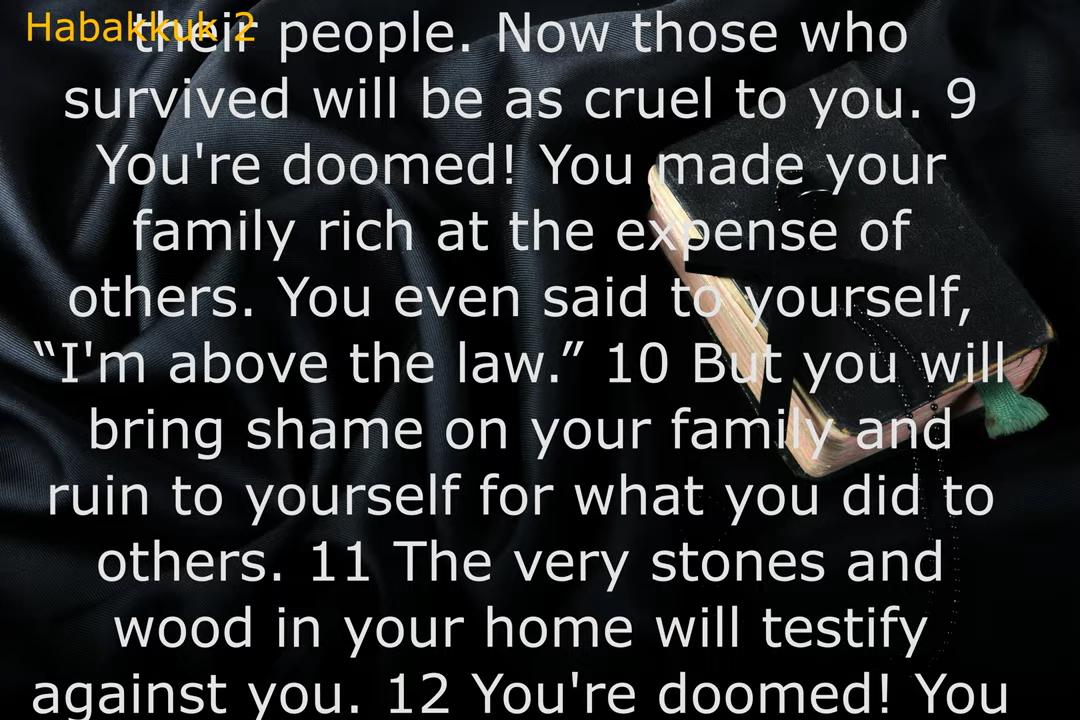 Habakkuk 2
their people. Now those who
survived will be as cruel to you. 9
You're doomed! You made your
family rich at the expense of
others. You even said to yourself,
“I'm above the law.” 10 But you will
bring shame on your family and
ruin to yourself for what you did to
others. 11 The very stones and
wood in your home will testify
against you. 12 You're doomed! You